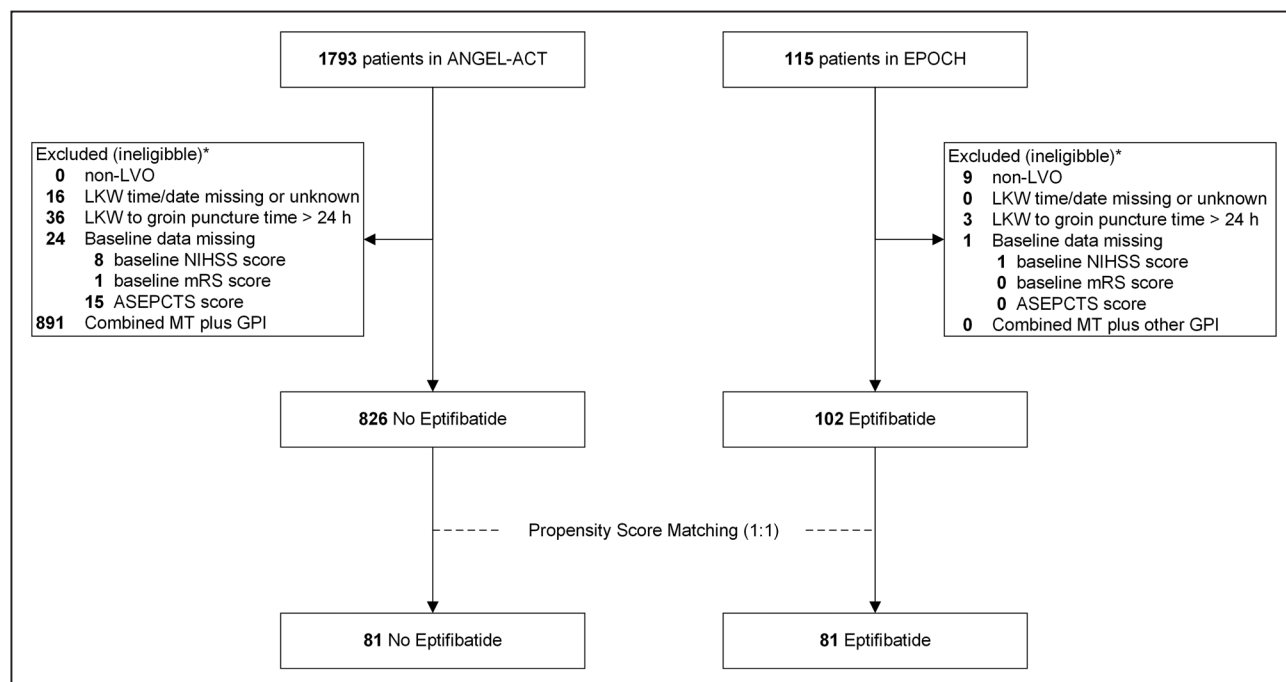 1793 patients in ANGEL-ACT
115 patients in EPOCH
Excluded (ineligibble)*
0 non-LVO
16 LKW time/date missing or unknown
36 LKW to groin puncture time > 24 h
24 Baseline data missing
8 baseline NIHSS score
1 baseline mRS score
15 ASEPCTS score
891 Combined MT plus GPI
Excluded (ineligibble)*
9 non-LVO
0 LKW time/date missing or unknown
3 LKW to groin puncture time > 24 h
1 Baseline data missing
1 baseline NIHSS score
0 baseline mRS score
0 ASEPCTS score
0 Combined MT plus other GPI
826 No Eptifibatide
102 Eptifibatide
Propensity Score Matching (1:1)
81 No Eptifibatide
81 Eptifibatide